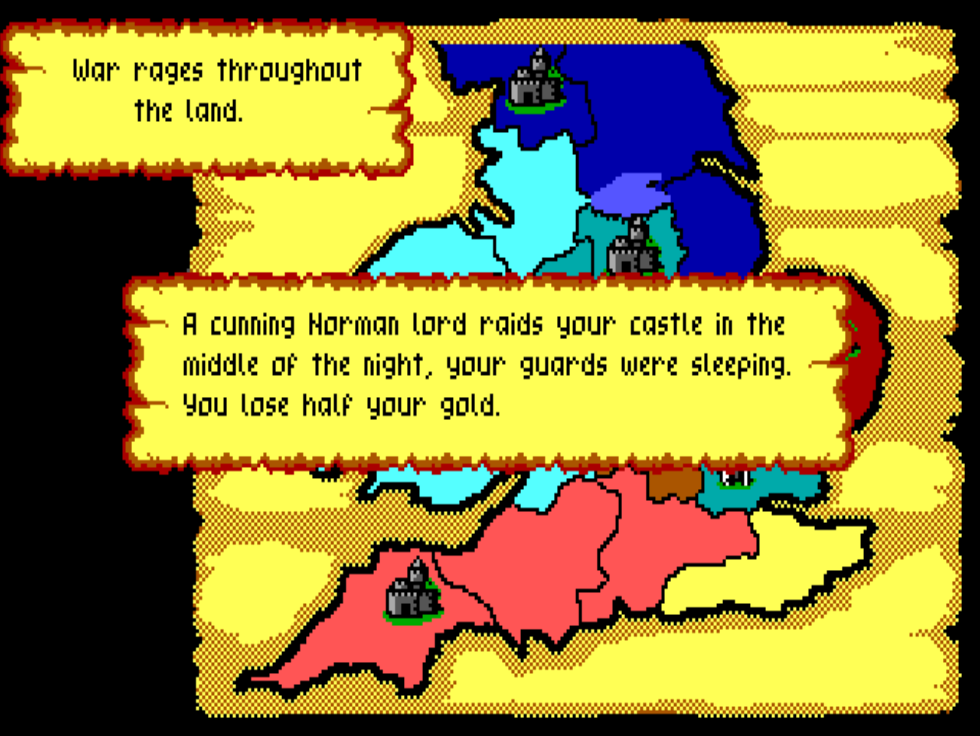 War rages throughout
the land.
A cunning Norman lord raids your castle in the
middle of the night, your guards were sleeping.
You lose half your gold.